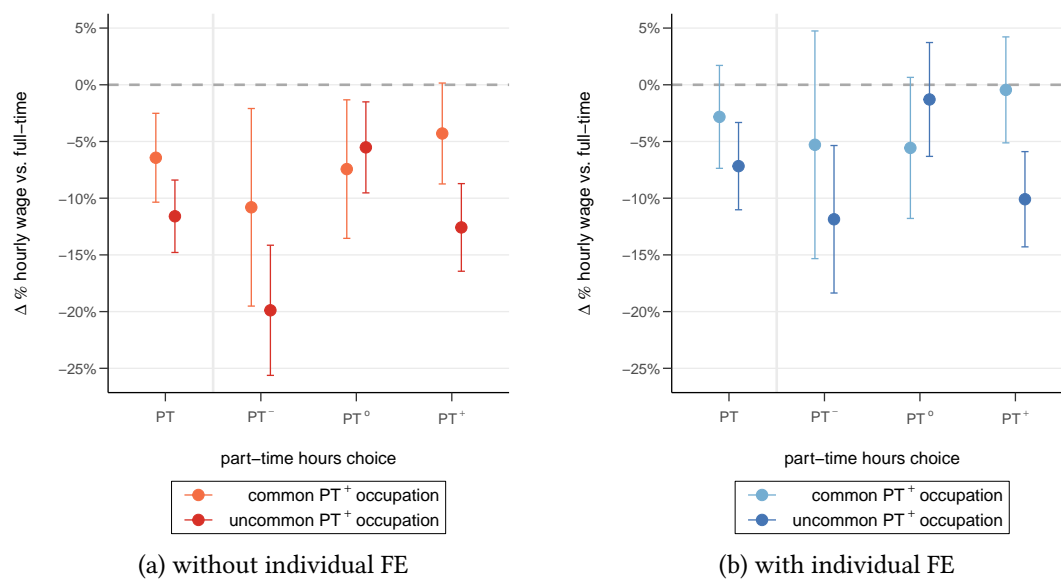 5%
0%
−5%
−10%
−15%
−20%
−25%
Δ % hourly wage vs. full−time
PT
PT⁻
PTᵒ
PT⁺
part−time hours choice
common PT⁺ occupation
uncommon PT⁺ occupation
(a) without individual FE
5%
0%
−5%
−10%
−15%
−20%
−25%
Δ % hourly wage vs. full−time
PT
PT⁻
PTᵒ
PT⁺
part−time hours choice
common PT⁺ occupation
uncommon PT⁺ occupation
(b) with individual FE